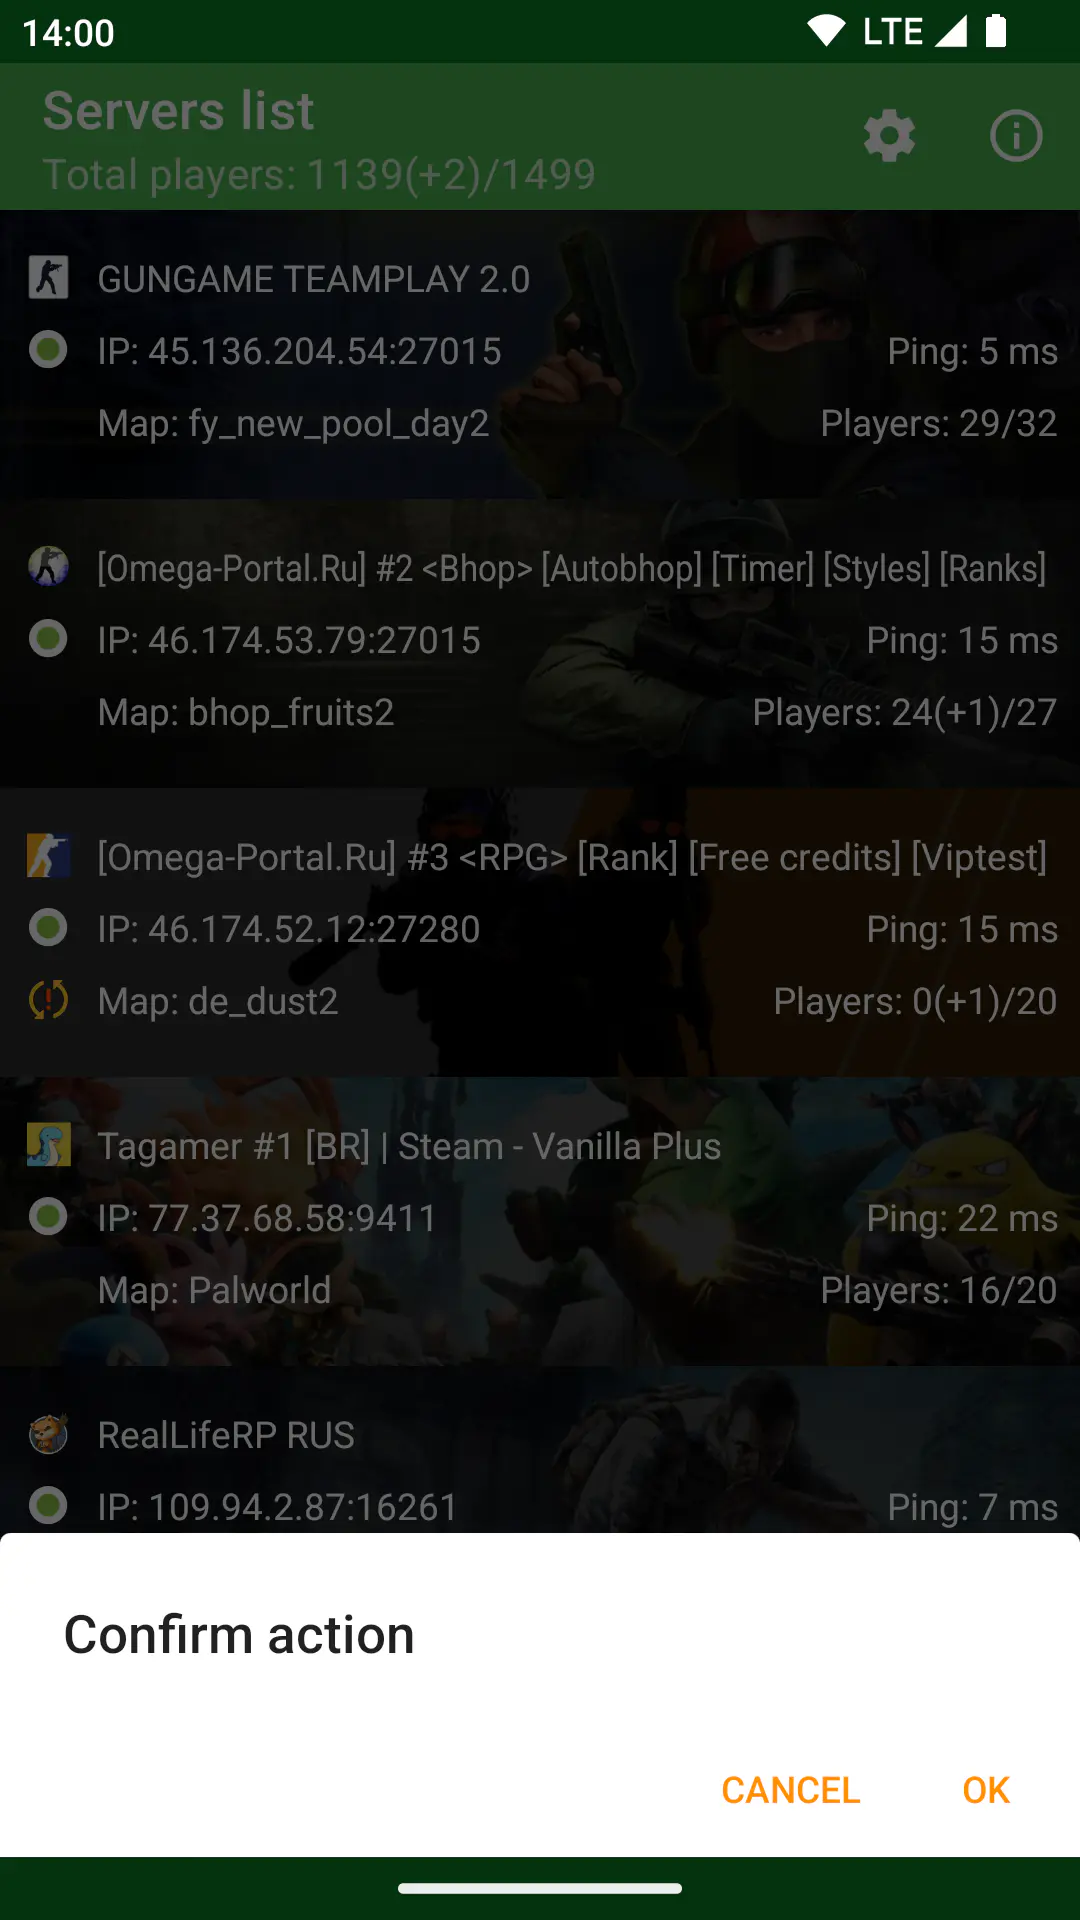 14:00
LTE
Servers list
Total players: 1139(+2)/1499
GUNGAME TEAMPLAY 2.0
IP: 45.136.204.54:27015
Ping: 5 ms
Map: fy_new_pool_day2
Players: 29/32
[Omega-Portal.Ru] #2 <Bhop> [Autobhop] [Timer] [Styles] [Ranks]
IP: 46.174.53.79:27015
Ping: 15 ms
Map: bhop_fruits2
Players: 24(+1)/27
[Omega-Portal.Ru] #3 <RPG> [Rank] [Free credits] [Viptest]
IP: 46.174.52.12:27280
Ping: 15 ms
Map: de_dust2
Players: 0(+1)/20
Tagamer #1 [BR] | Steam - Vanilla Plus
IP: 77.37.68.58:9411
Ping: 22 ms
Map: Palworld
Players: 16/20
RealLifeRP RUS
IP: 109.94.2.87:16261
Ping: 7 ms
Confirm action
CANCEL
OK